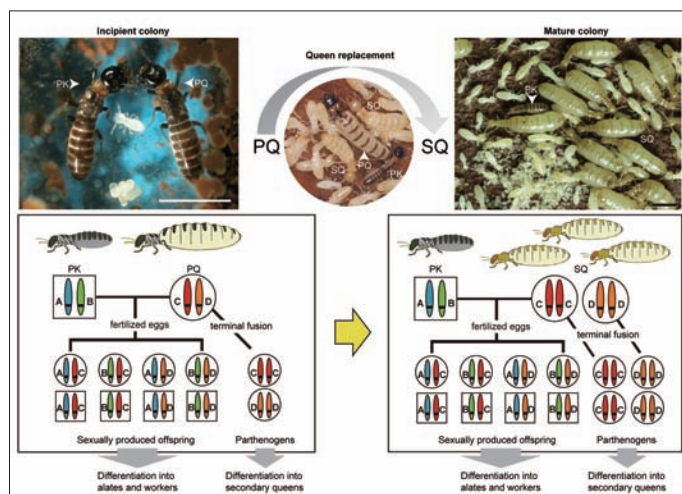 Incipient colony
PK
PQ
Queen replacement
PQ
SQ
SQ
SQ
PQ
PK
Mature colony
PK
SQ
PK
PQ
A B
C D
fertilized eggs
terminal fusion
A C B C A D B D
C C
A C B C A D B D
D D
Sexually produced offspring
Parthenogens
Differentiation into
alates and workers
Differentiation into
secondary queens
PK
SQ
A B
C C
D D
fertilized eggs
terminal fusion
A C B C A D B D
C C D D
A C B C A D B D
C C D D
Sexually produced offspring
Parthenogens
Differentiation into
alates and workers
Differentiation into
secondary queens